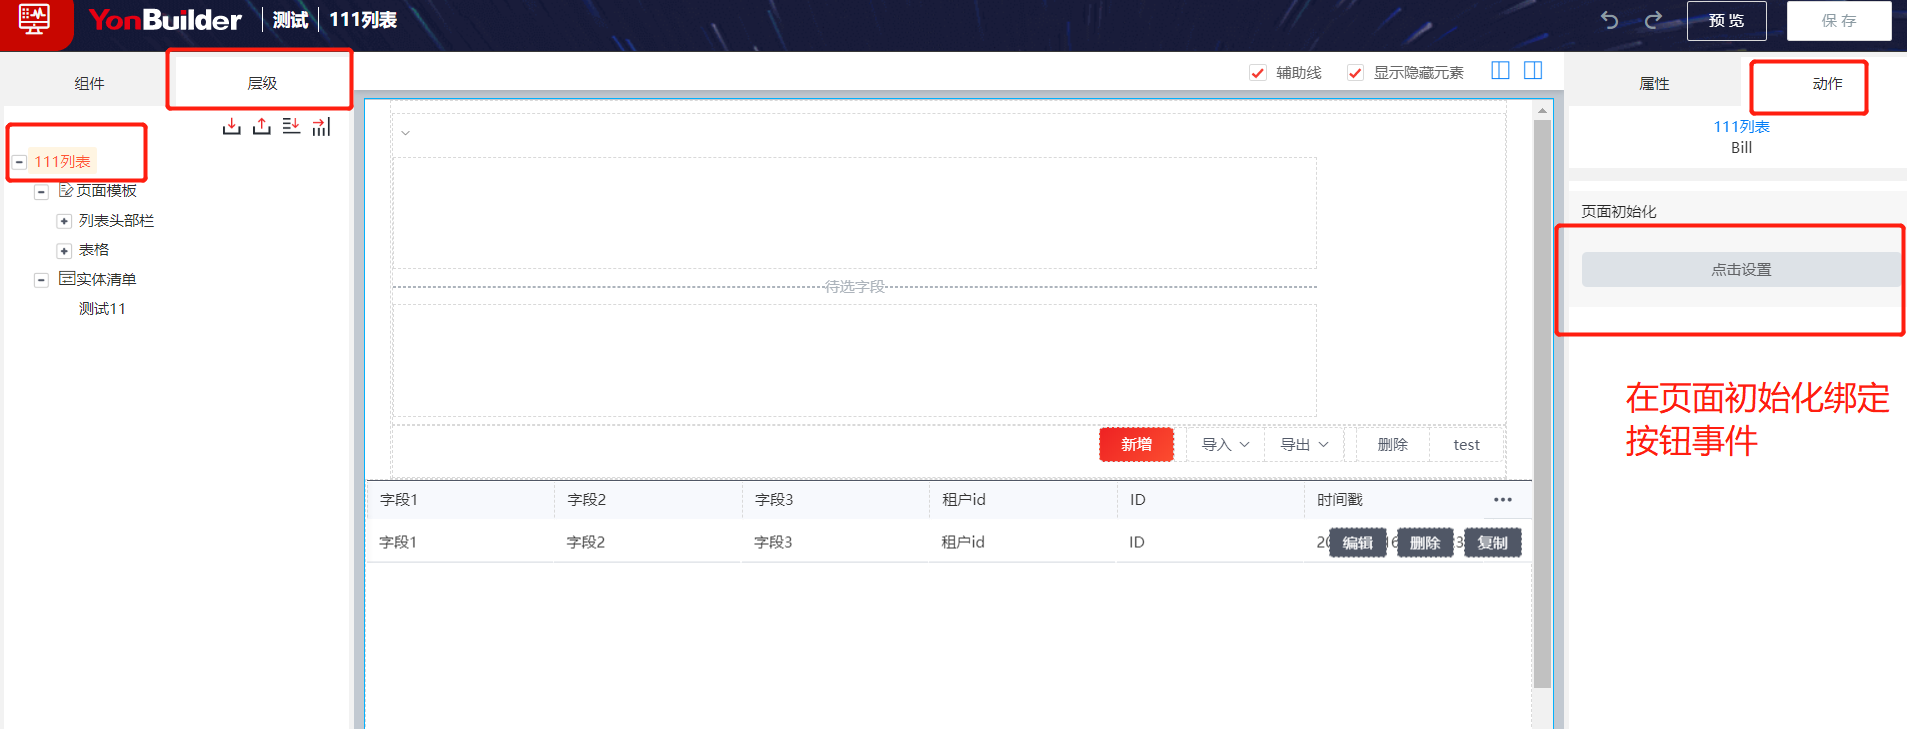 YonBuilder 测试 111列表
预 览
保 存
组件
层级
辅助线
显示隐藏元素
属性
动作
111列表
Bill
111列表
页面模板
列表头部栏
表格
实体清单
测试11
待选字段
新增
导入
导出
删除
test
字段1
字段2
字段3
租户id
ID
时间戳
字段1
字段2
字段3
租户id
ID
编辑
删除
复制
页面初始化
点击设置
在页面初始化绑定
按钮事件